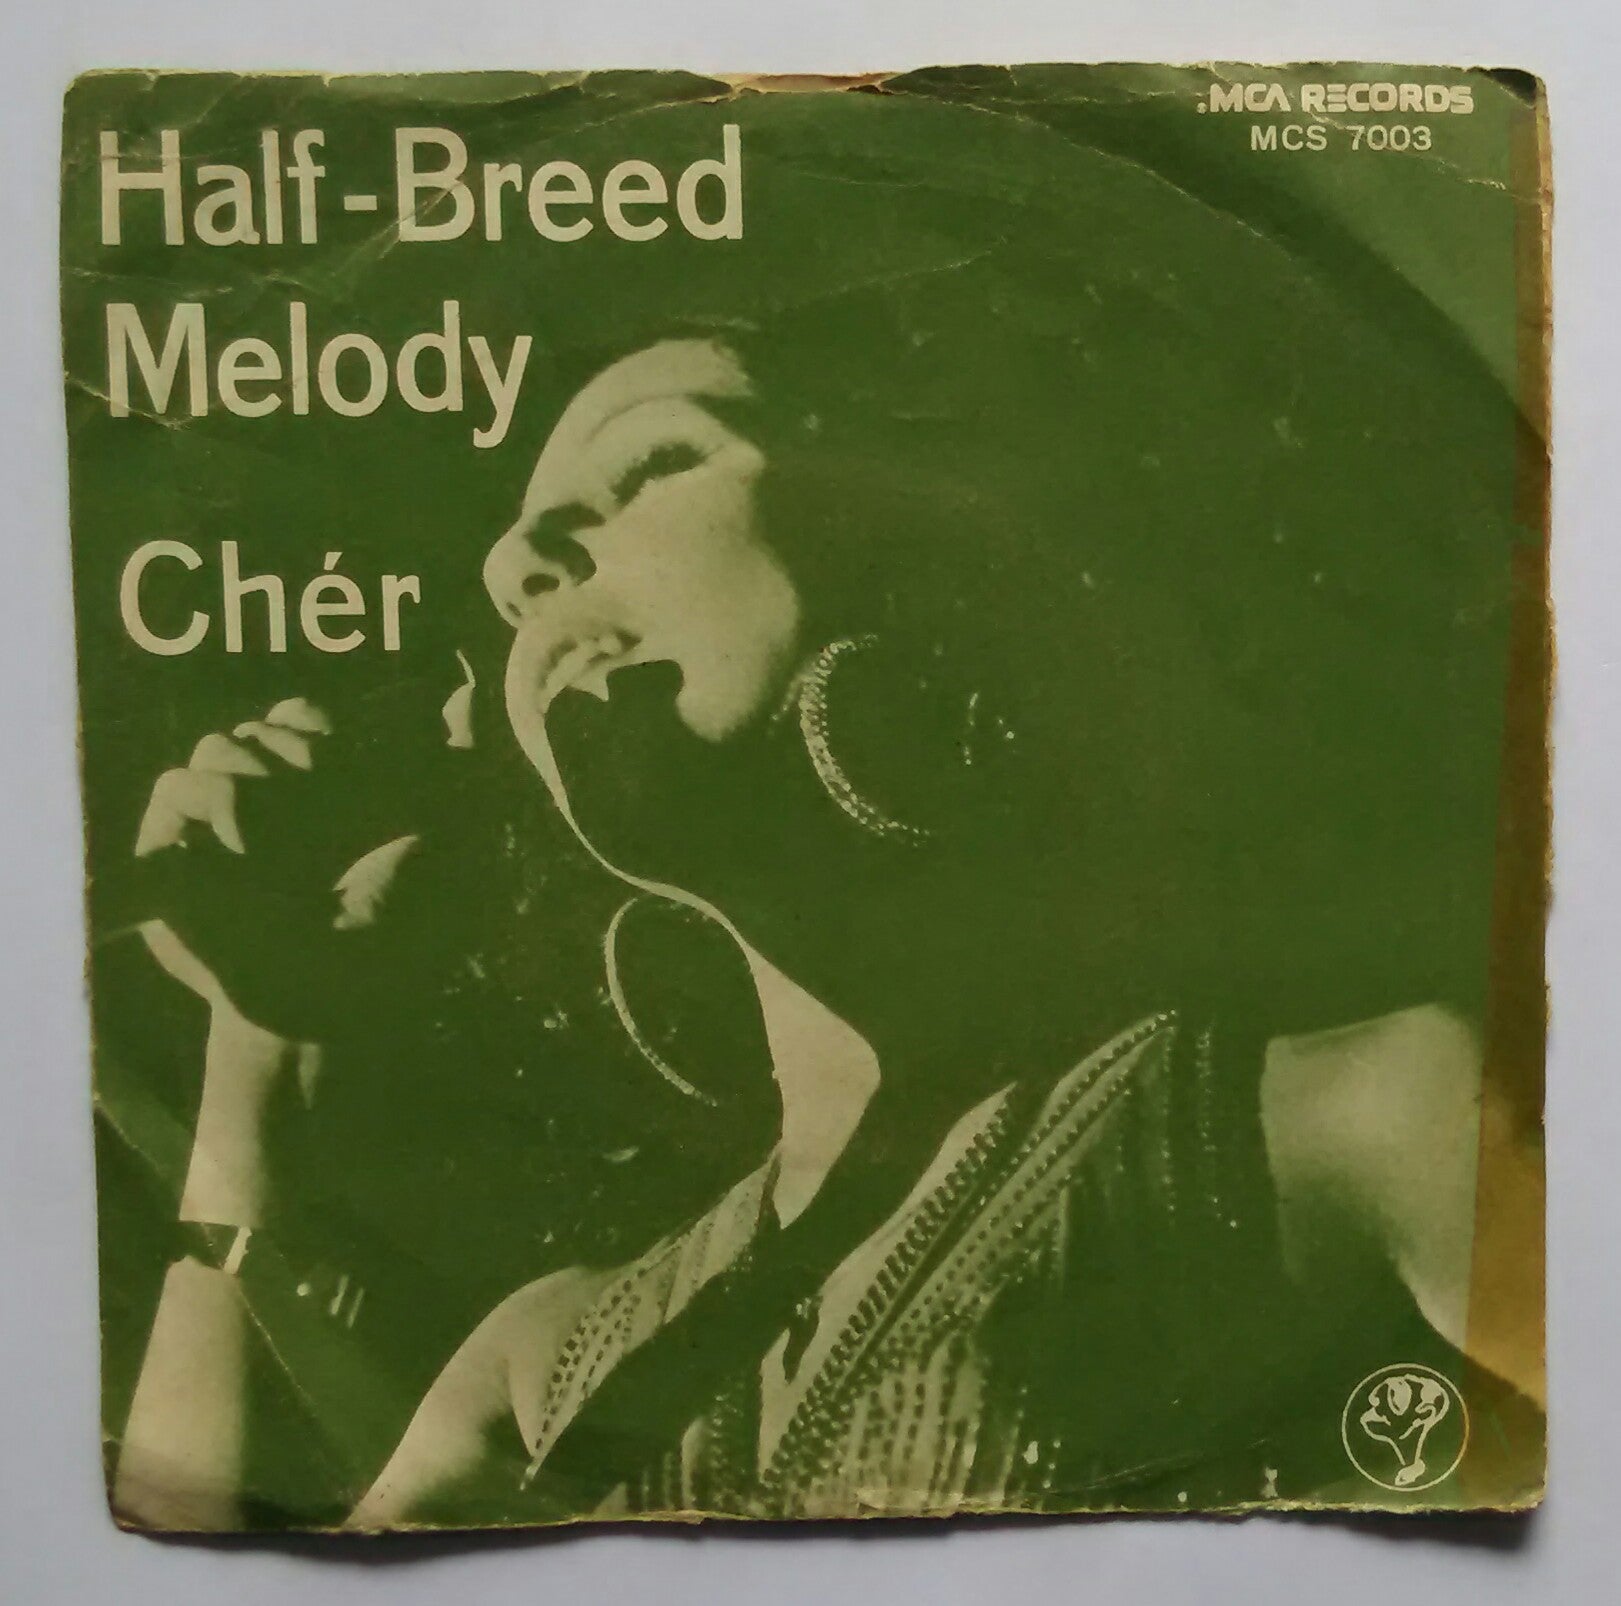 Half-Breed
Melody
Chér
MCA RECORDS
MCS 7003